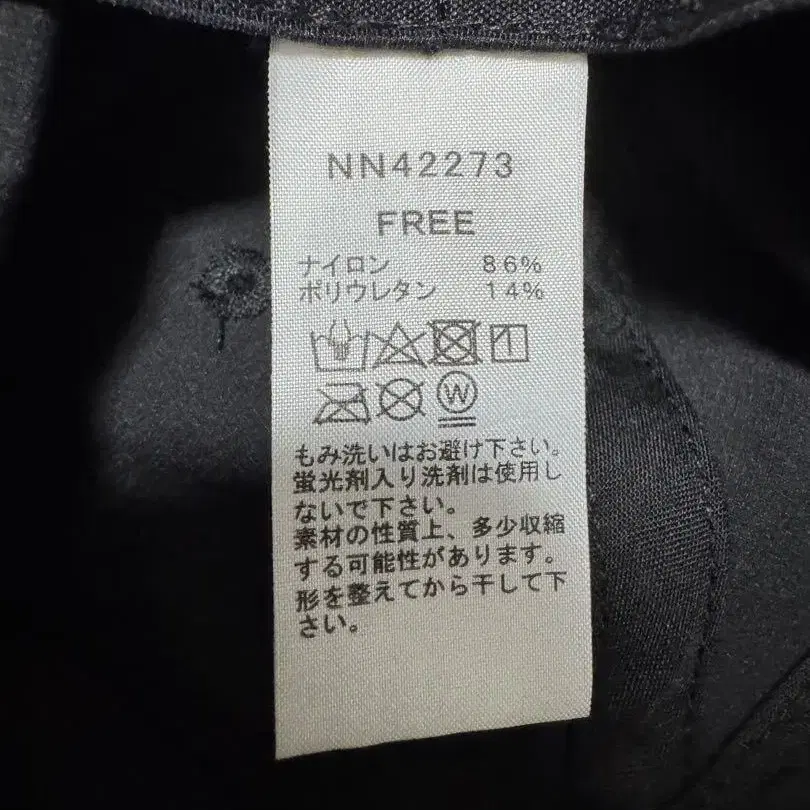 NN42273
FREE
ナイロン 86%
ポリウレタン 14%
W
もみ洗いはお避け下さい。
蛍光剤入り洗剤は使用し
ないで下さい。
素材の性質上、多少収縮
する可能性があります。
形を整えてから干して下
さい。